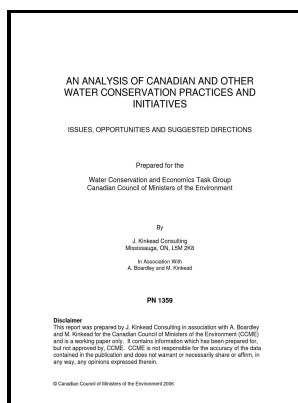 AN ANALYSIS OF CANADIAN AND OTHER
WATER CONSERVATION PRACTICES AND
INITIATIVES
ISSUES, OPPORTUNITIES AND SUGGESTED DIRECTIONS
Prepared for the
Water Conservation and Economics Task Group
Canadian Council of Ministers of the Environment
By
J. Kinkead Consulting
Mississauga, ON, L5M 2K8
In Association With
A. Boardley and M. Kinkead
PN 1359
Disclaimer
This report was prepared by J. Kinkead Consulting in association with A. Boardley
and M. Kinkead for the Canadian Council of Ministers of the Environment (CCME)
and is a working paper only. It contains information which has been prepared for,
but not approved by, CCME. CCME is not responsible for the accuracy of the data
contained in the publication and does not warrant or necessarily share or affirm, in
any way, any opinions expressed therein.
© Canadian Council of Ministers of the Environment 2006